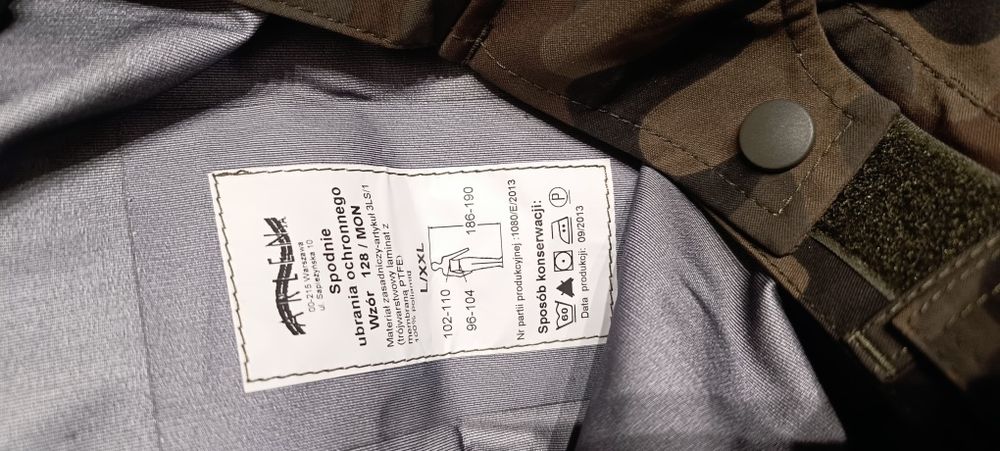 00-215 Warszawa
ul. Sapieżyńska 10
Spodnie
ubrania ochronnego
Wzór 128 / MON
Materiał zasadniczy-artykuł 3LS/1
(trójwarstwowy laminat z
membraną PTFE)
100%
L/XXL
102-110 186-190
96-104
Nr partii produkcyjnej :1080/E/2013
Sposób konserwacji:
60 P
Data produkcji: 09/2013